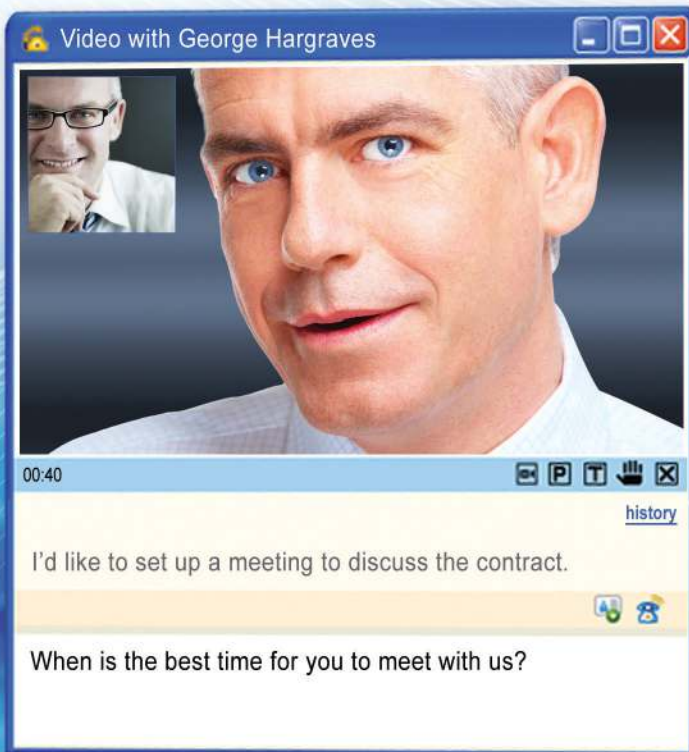 Video with George Hargraves
00:40
P T
history
I'd like to set up a meeting to discuss the contract.
When is the best time for you to meet with us?